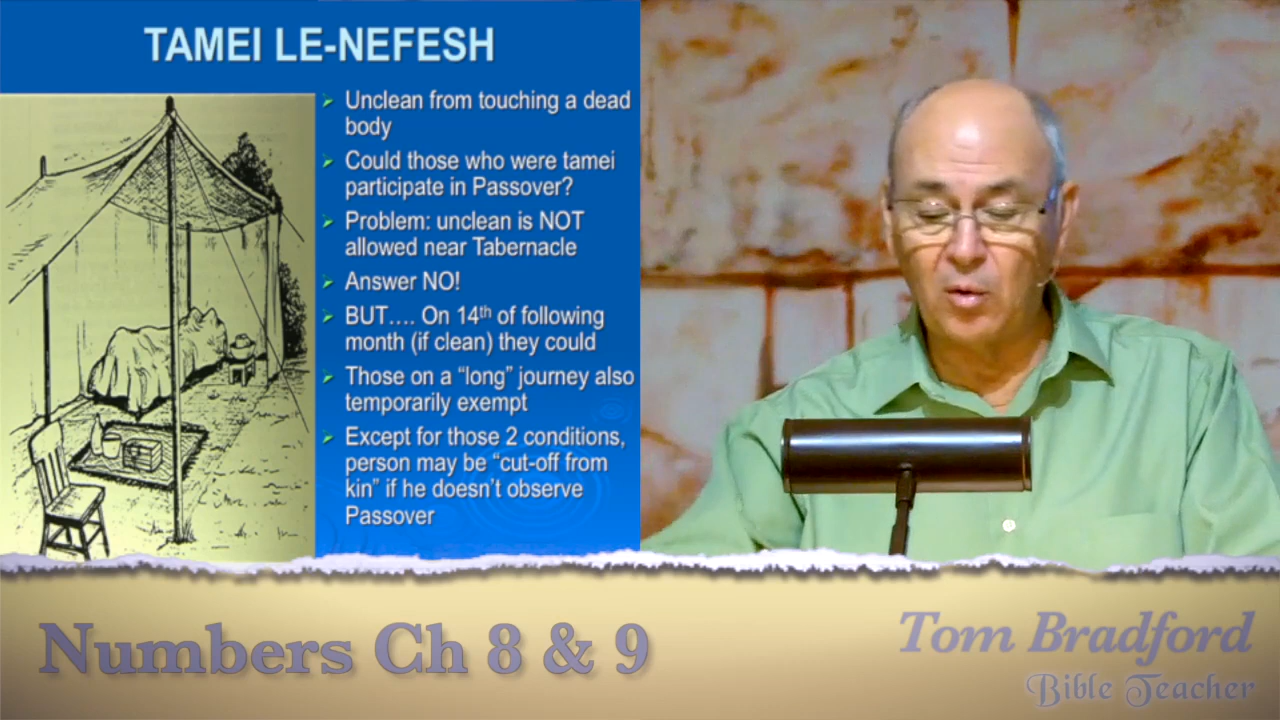 TAMEI LE-NEFESH
Unclean from touching a dead
body
Could those who were tamei
participate in Passover?
Problem: unclean is NOT
allowed near Tabernacle
Answer NO!
BUT.... On 14th of following
month (if clean) they could
Those on a “long” journey also
temporarily exempt
Except for those 2 conditions,
person may be “cut-off from
kin” if he doesn’t observe
Passover
Numbers Ch 8 & 9
Tom Bradford
Bible Teacher